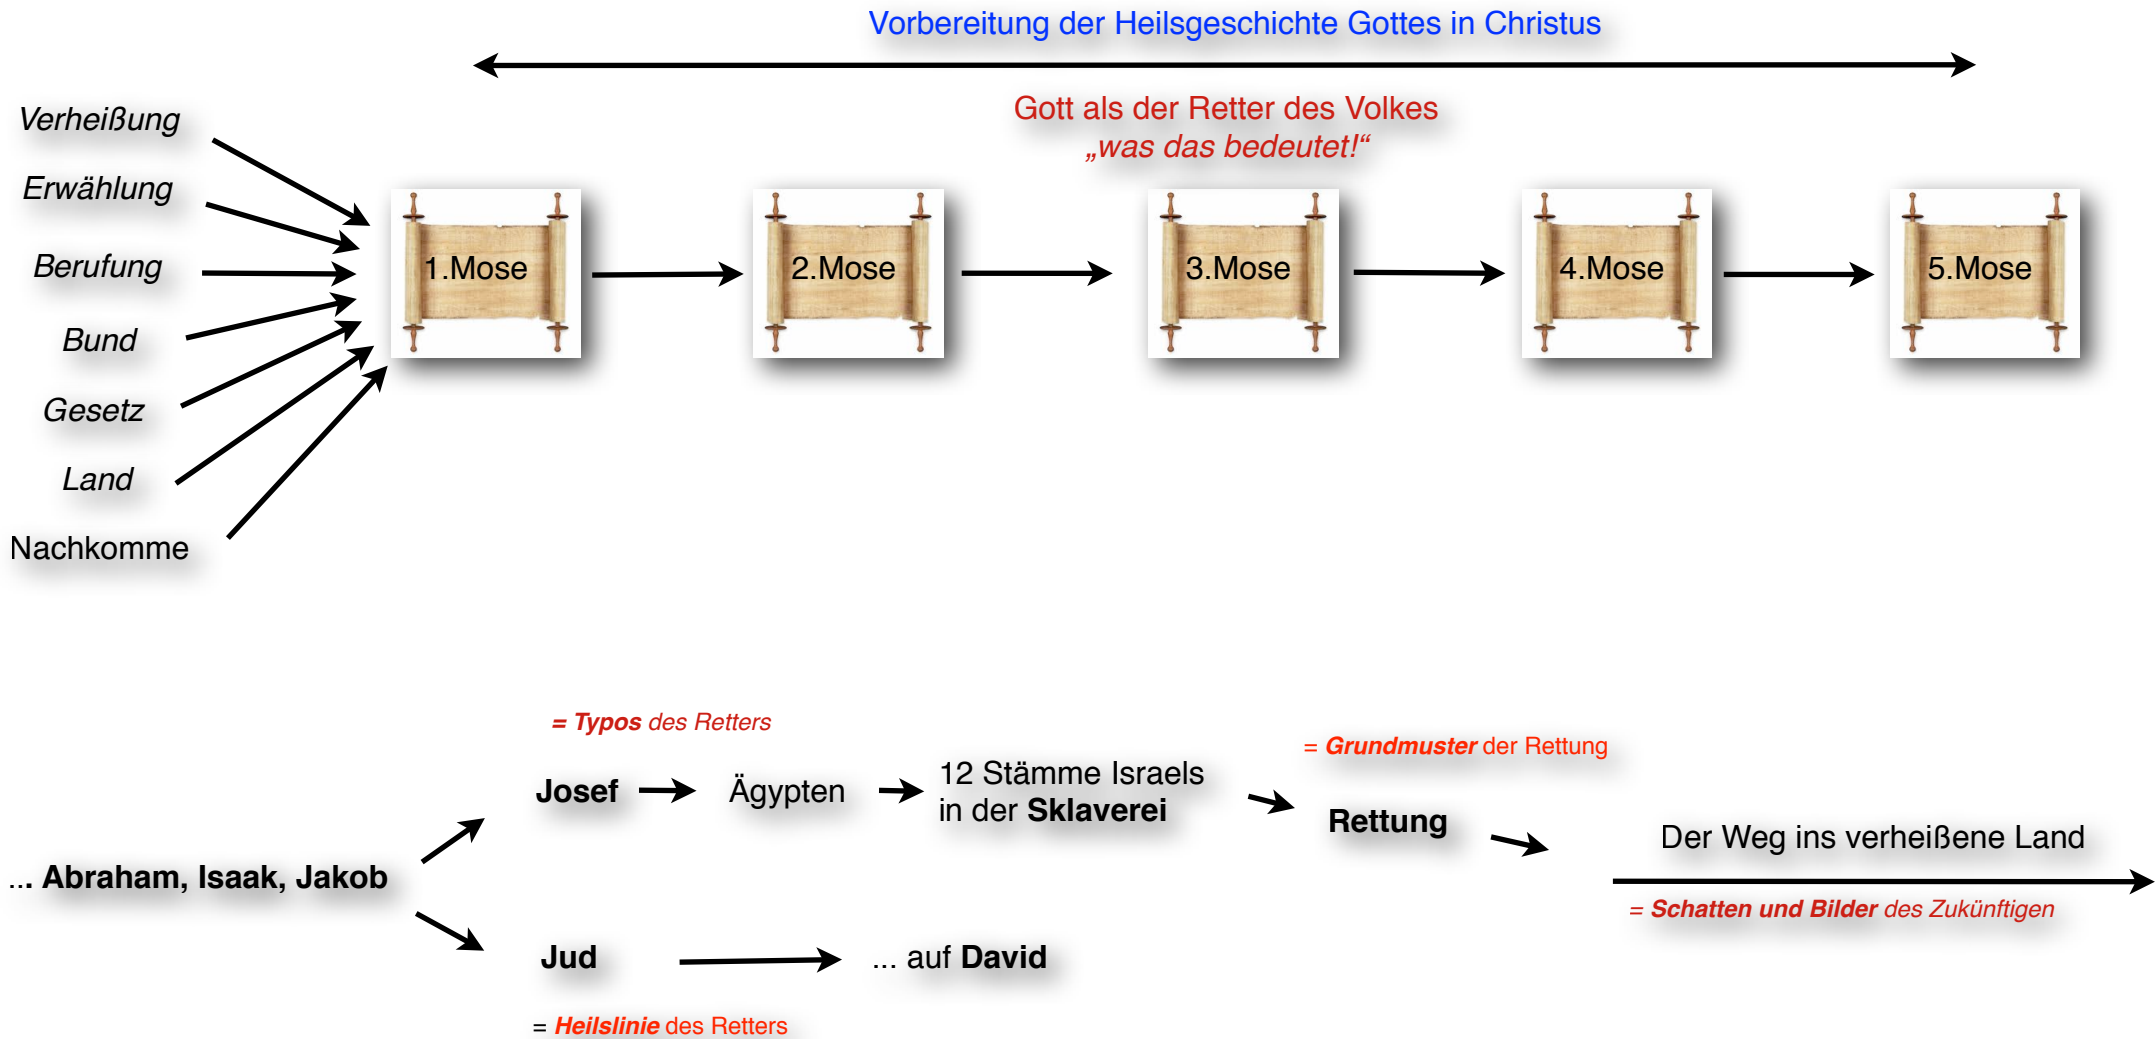 Vorbereitung der Heilsgeschichte Gottes in Christus
Gott als der Retter des Volkes
„was das bedeutet!“
Verheißung
Erwählung
Berufung
Bund
Gesetz
Land
Nachkomme
1.Mose
2.Mose
3.Mose
4.Mose
5.Mose
= Typos des Retters
= Grundmuster der Rettung
Josef
Ägypten
12 Stämme Israels
in der Sklaverei
Rettung
Der Weg ins verheißene Land
= Schatten und Bilder des Zukünftigen
... Abraham, Isaak, Jakob
Jud
... auf David
= Heilslinie des Retters